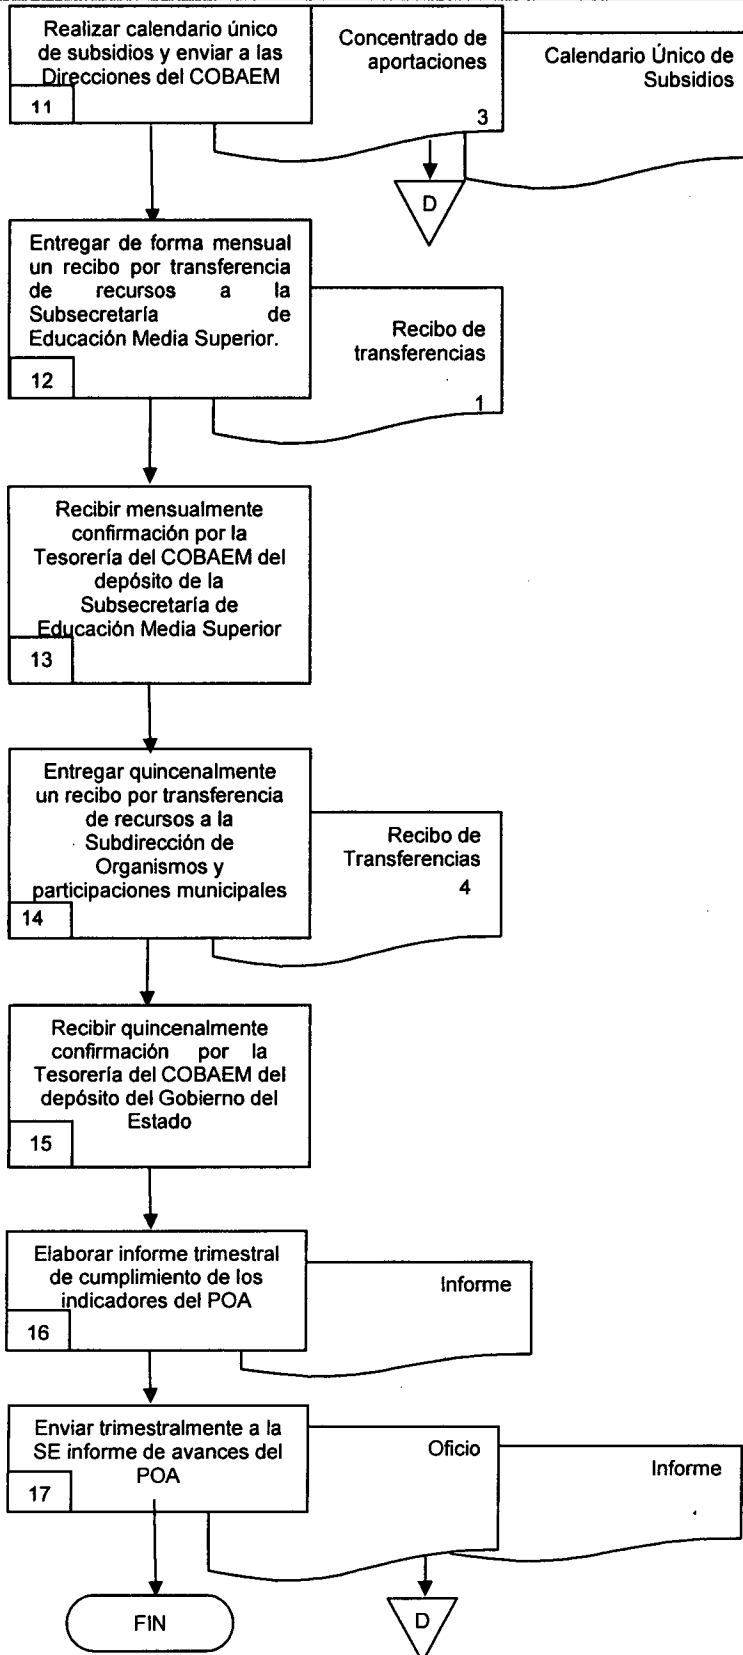 Realizar calendario único
de subsidios y enviar a las
Direcciones del COBAEM
11
Concentrado de
aportaciones
3
Calendario Único de
Subsidios
D
Entregar de forma mensual
un recibo por transferencia
de recursos a la
Subsecretaría de
Educación Media Superior.
12
Recibo de
transferencias
1
Recibir mensualmente
confirmación por la
Tesorería del COBAEM del
depósito de la
Subsecretaría de
Educación Media Superior
13
Entregar quincenalmente
un recibo por transferencia
de recursos a la
Subdirección de
Organismos y
participaciones municipales
14
Recibo de
Transferencias
4
Recibir quincenalmente
confirmación por la
Tesorería del COBAEM del
depósito del Gobierno del
Estado
15
Elaborar informe trimestral
de cumplimiento de los
indicadores del POA
16
Informe
Enviar trimestralmente a la
SE informe de avances del
POA
17
Oficio
Informe
FIN
D